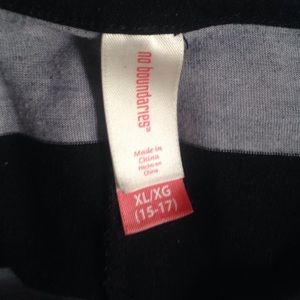 no boundaries®
Made in
China
Hecho en
China
XL/XG
(15-17)